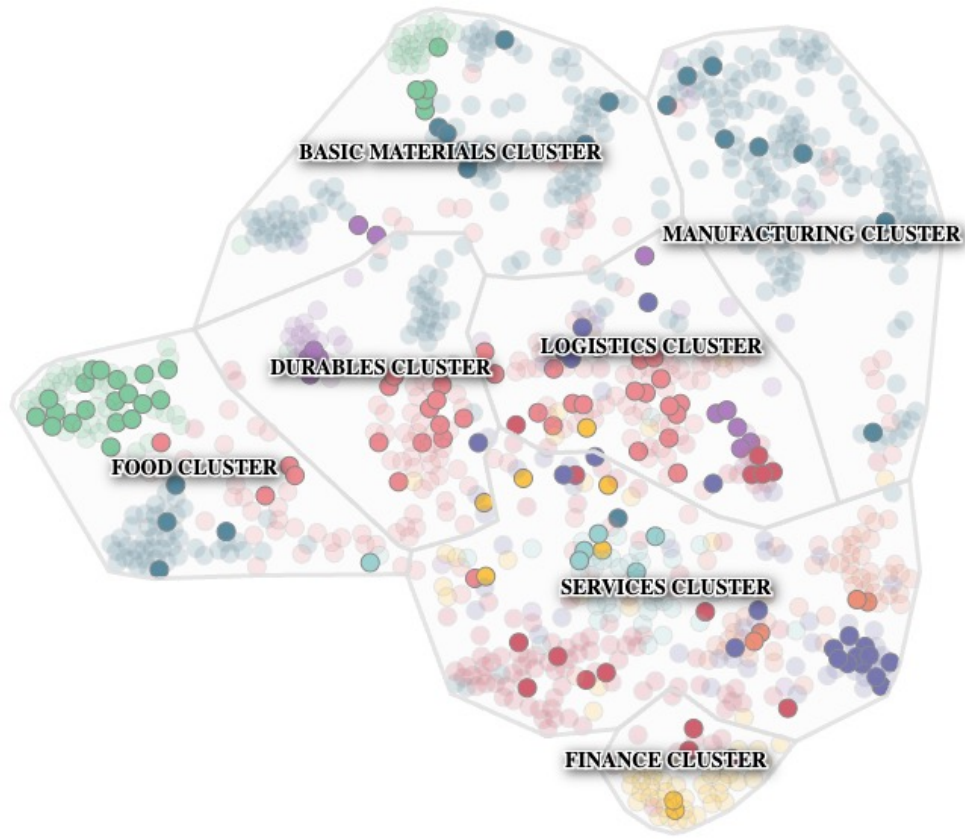 BASIC MATERIALS CLUSTER
MANUFACTURING CLUSTER
LOGISTICS CLUSTER
DURABLES CLUSTER
FOOD CLUSTER
SERVICES CLUSTER
FINANCE CLUSTER